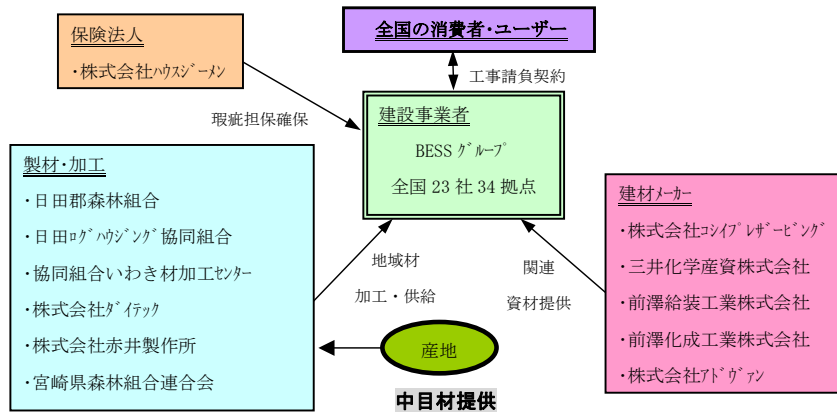 保険法人
・株式会社ﾊｳｽｼﾞｰﾒﾝ
全国の消費者・ユーザー
工事請負契約
瑕疵担保確保
建設事業者
BESS ｸﾞﾙｰﾌﾟ
全国 23 社 34 拠点
製材・加工
・日田郡森林組合
・日田ﾛｸﾞﾊｳｼﾞﾝｸﾞ協同組合
・協同組合いわき材加工ｾﾝﾀｰ
・株式会社ﾀﾞｲﾃｯｸ
・株式会社赤井製作所
・宮崎県森林組合連合会
地域材
加工・供給
関連
資材提供
建材ﾒｰｶｰ
・株式会社ｺｼｲﾌﾟﾚｻﾞｰﾋﾞﾝｸﾞ
・三井化学産資株式会社
・前澤給装工業株式会社
・前澤化成工業株式会社
・株式会社ｱﾄﾞｳﾞｧﾝ
産地
中目材提供